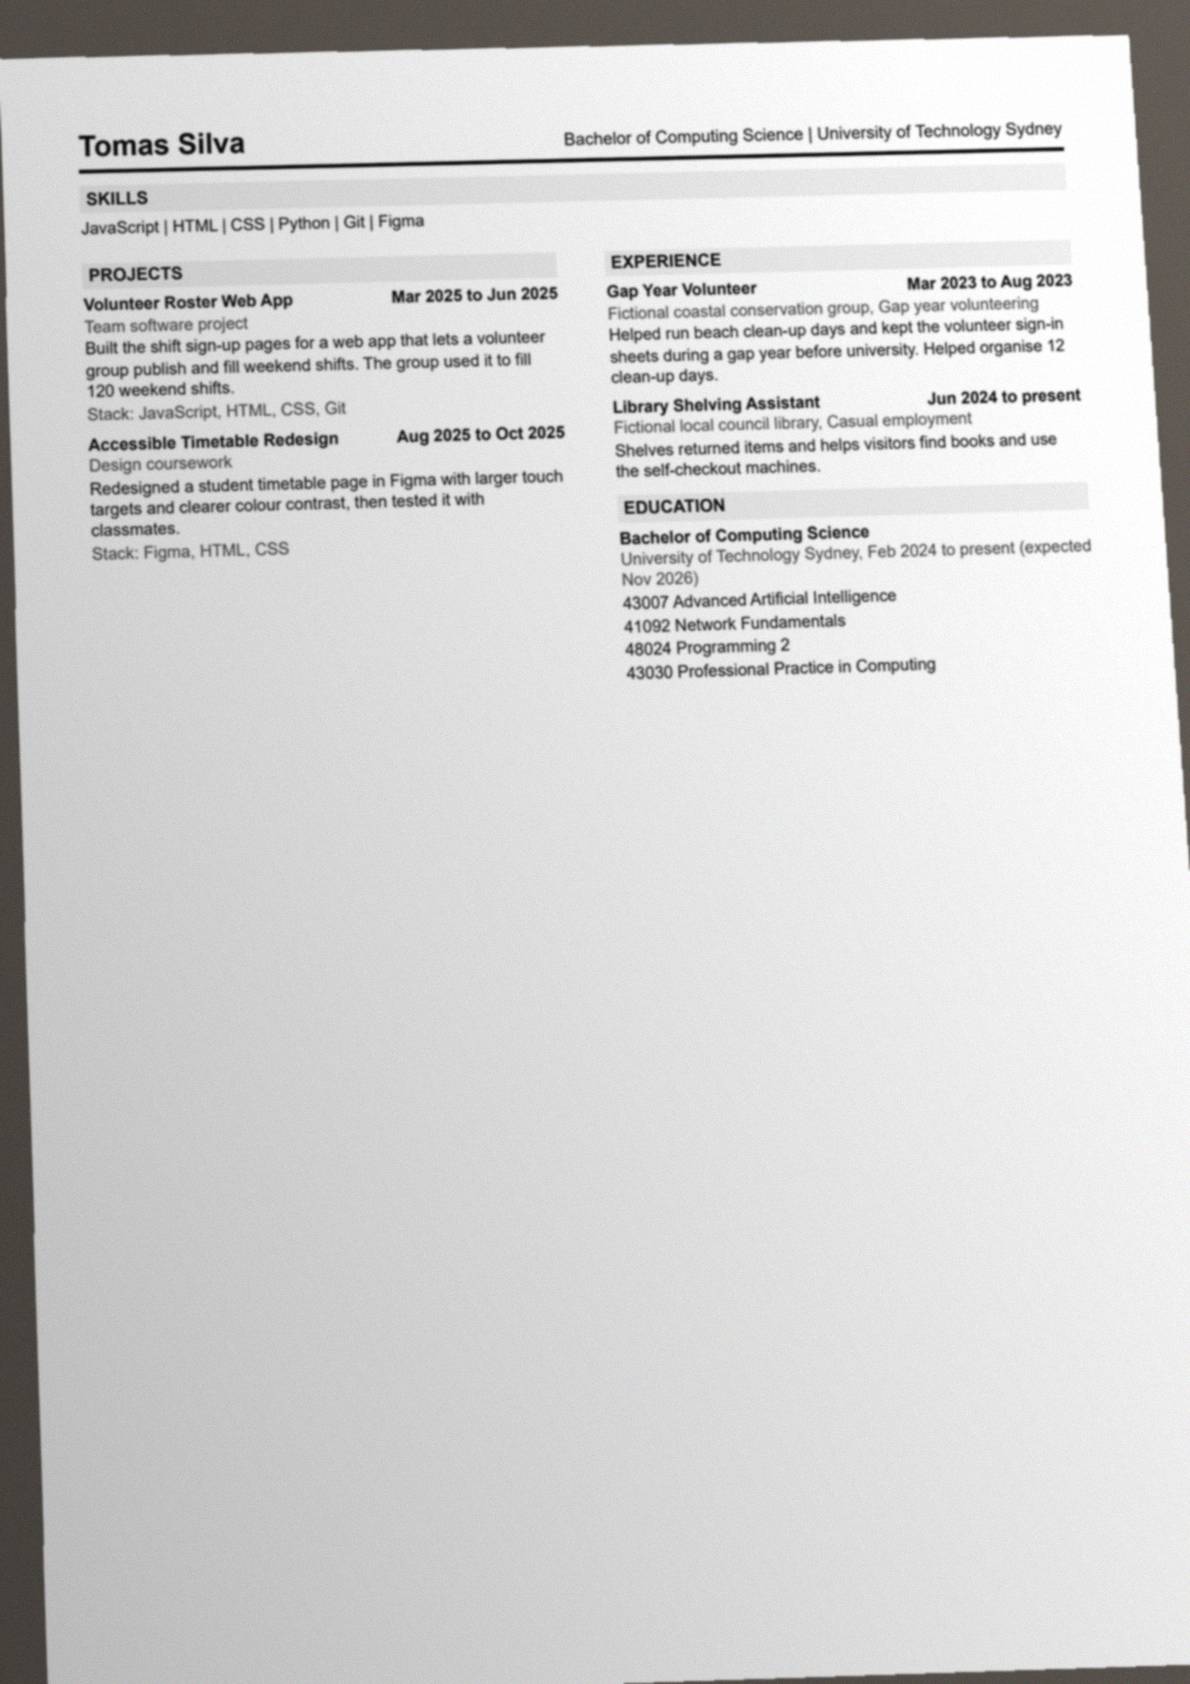 Tomas Silva
Bachelor of Computing Science | University of Technology Sydney
SKILLS
JavaScript | HTML | CSS | Python | Git | Figma
PROJECTS
Volunteer Roster Web App Mar 2025 to Jun 2025
Team software project
Built the shift sign-up pages for a web app that lets a volunteer
group publish and fill weekend shifts. The group used it to fill
120 weekend shifts.
Stack: JavaScript, HTML, CSS, Git
Accessible Timetable Redesign Aug 2025 to Oct 2025
Design coursework
Redesigned a student timetable page in Figma with larger touch
targets and clearer colour contrast, then tested it with
classmates.
Stack: Figma, HTML, CSS
EXPERIENCE
Gap Year Volunteer Mar 2023 to Aug 2023
Fictional coastal conservation group, Gap year volunteering
Helped run beach clean-up days and kept the volunteer sign-in
sheets during a gap year before university. Helped organise 12
clean-up days.
Library Shelving Assistant Jun 2024 to present
Fictional local council library, Casual employment
Shelves returned items and helps visitors find books and use
the self-checkout machines.
EDUCATION
Bachelor of Computing Science
University of Technology Sydney, Feb 2024 to present (expected
Nov 2026)
43007 Advanced Artificial Intelligence
41092 Network Fundamentals
48024 Programming 2
43030 Professional Practice in Computing